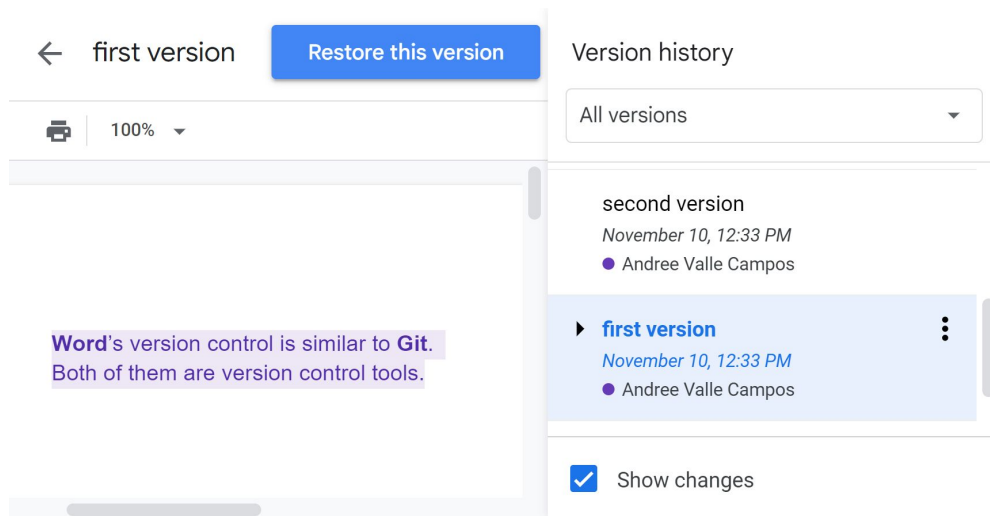 first version
Restore this version
100%
Word's version control is similar to Git.
Both of them are version control tools.
Version history
All versions
second version
November 10, 12:33 PM
Andree Valle Campos
first version
November 10, 12:33 PM
Andree Valle Campos
Show changes